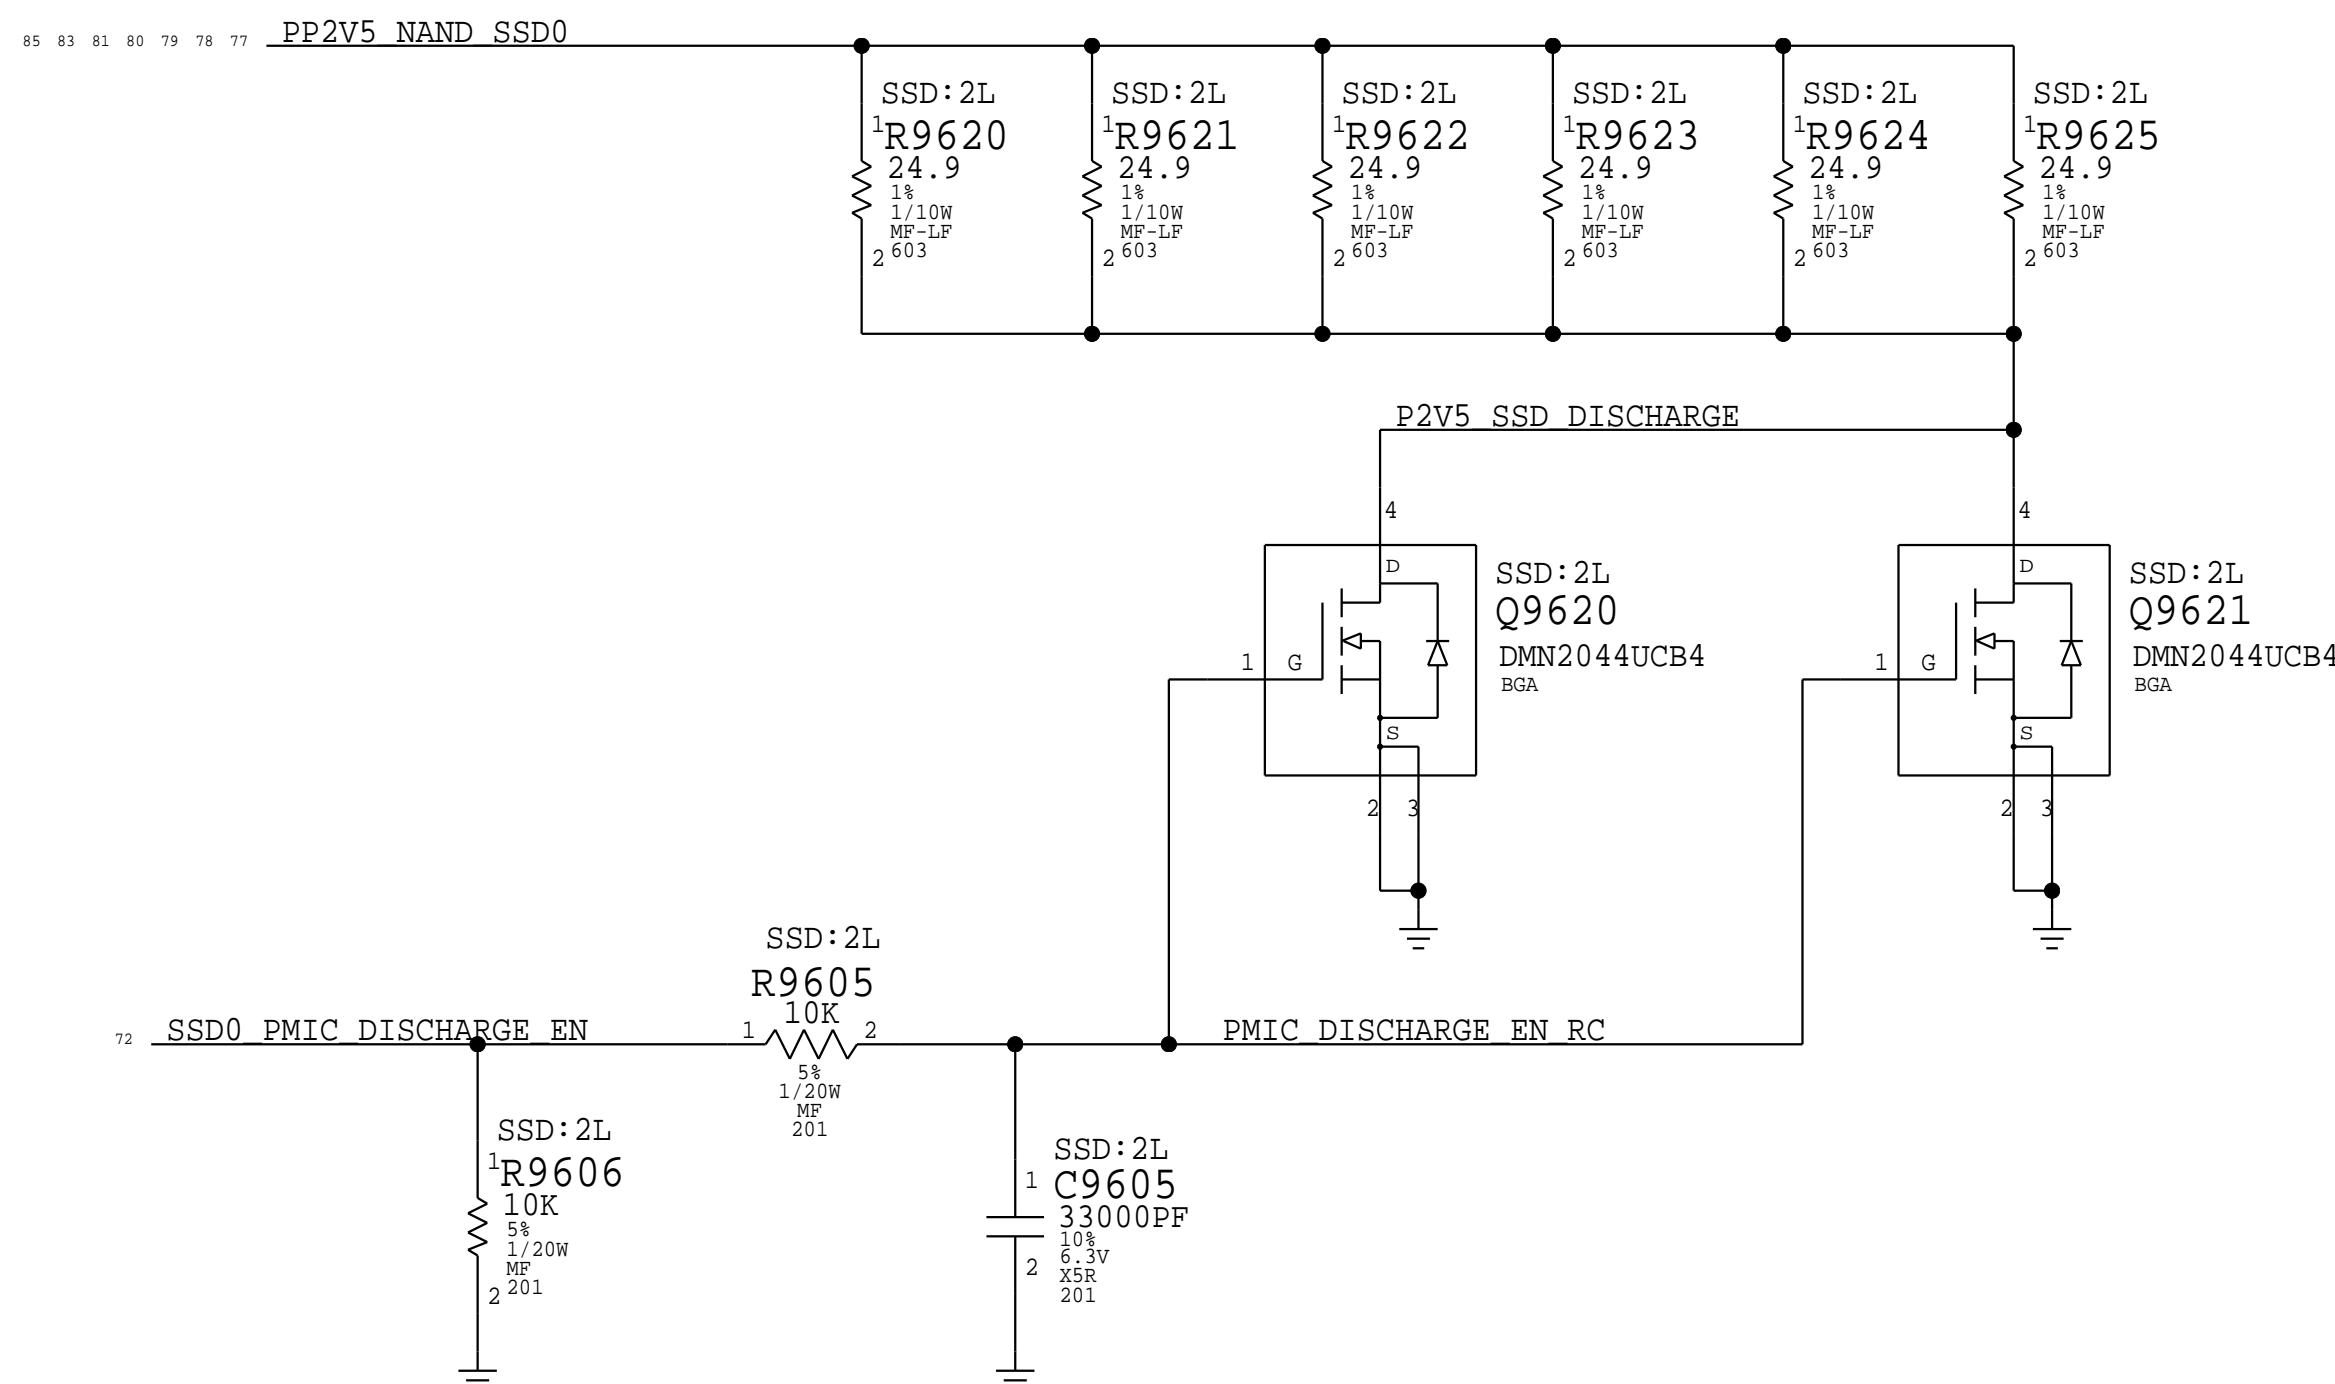 85 83 81 80 79 78 77 PP2V5_NAND_SSD0
SSD:2L SSD:2L SSD:2L SSD:2L SSD:2L SSD:2L
1 R9620 1 R9621 1 R9622 1 R9623 1 R9624 1 R9625
24.9 24.9 24.9 24.9 24.9 24.9
1% 1% 1% 1% 1% 1%
1/10W 1/10W 1/10W 1/10W 1/10W 1/10W
MF-LF MF-LF MF-LF MF-LF MF-LF MF-LF
2 603 2 603 2 603 2 603 2 603 2 603
P2V5_SSD_DISCHARGE
4 4
D D
SSD:2L SSD:2L
Q9620 Q9621
1 G DMN2044UCB4 1 G DMN2044UCB4
BGA BGA
S S
2 3 2 3
SSD:2L
R9605
10K
72 SSD0_PMIC_DISCHARGE_EN 1 2 PMIC_DISCHARGE_EN_RC
5%
1/20W
MF
201
SSD:2L
1 R9606
10K
5%
1/20W
MF
2 201
SSD:2L
1 C9605
33000PF
10%
6.3V
2 X5R
201